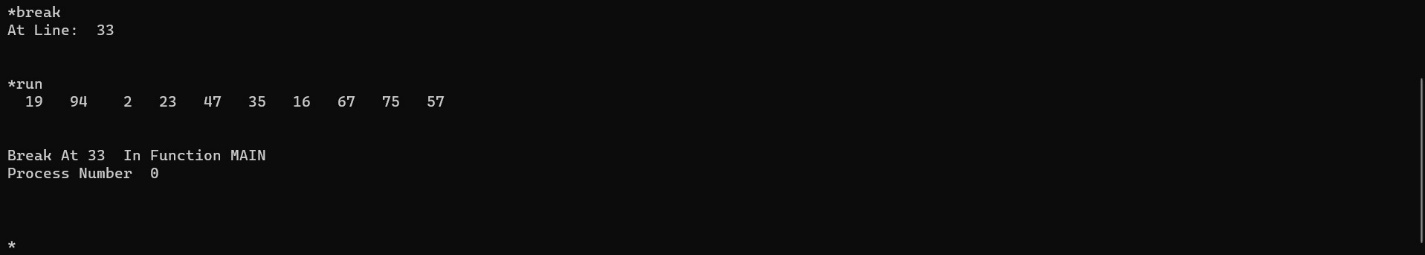 *break
At Line:  33
*run
  19   94    2   23   47   35   16   67   75   57
Break At 33  In Function MAIN
Process Number  0
*